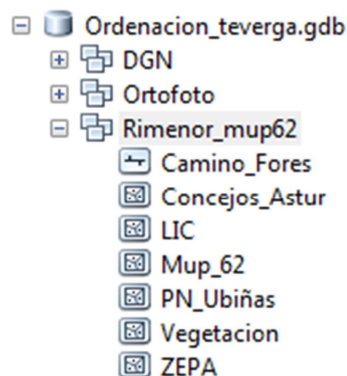 Ordenacion_teverga.gdb
DGN
Ortofoto
Rimenor_mup62
Camino_Fores
Concejos_Astur
LIC
Mup_62
PN_Ubiñas
Vegetacion
ZEPA